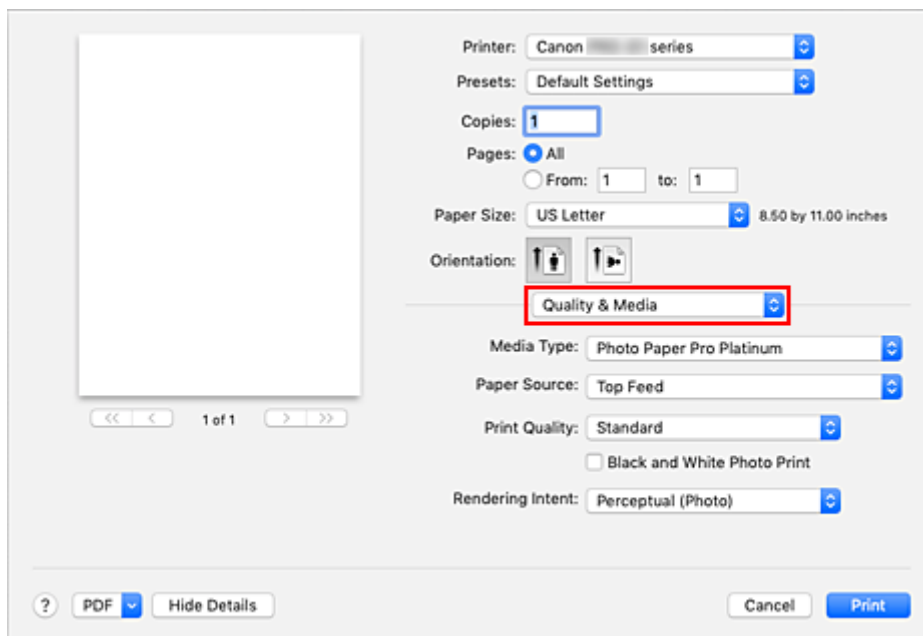 Printer: Canon series
Presets: Default Settings
Copies: 1
Pages: All
From: 1 to: 1
Paper Size: US Letter 8.50 by 11.00 inches
Orientation:
Quality & Media
Media Type: Photo Paper Pro Platinum
Paper Source: Top Feed
<< < 1 of 1 > >>
Print Quality: Standard
Black and White Photo Print
Rendering Intent: Perceptual (Photo)
? PDF Hide Details Cancel Print